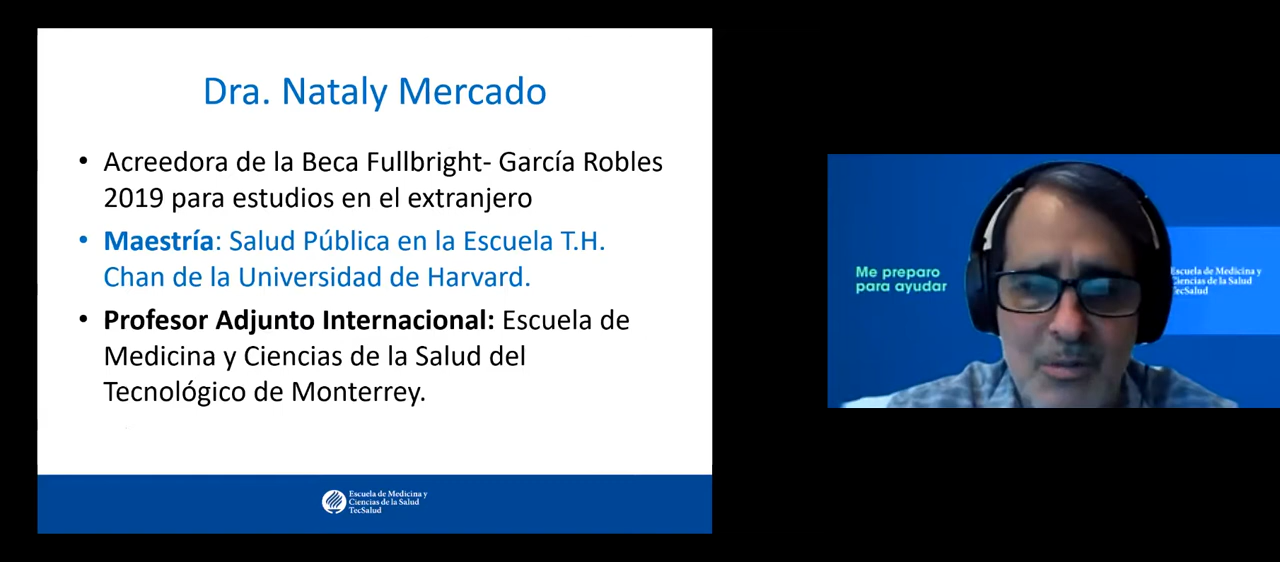 Dra. Nataly Mercado
• Acreedora de la Beca Fullbright- García Robles
2019 para estudios en el extranjero
• Maestría: Salud Pública en la Escuela T.H.
Chan de la Universidad de Harvard.
• Profesor Adjunto Internacional: Escuela de
Medicina y Ciencias de la Salud del
Tecnológico de Monterrey.
Escuela de Medicina y
Ciencias de la Salud
TecSalud
Me preparo
para ayudar
Escuela de Medicina y
Ciencias de la Salud
TecSalud